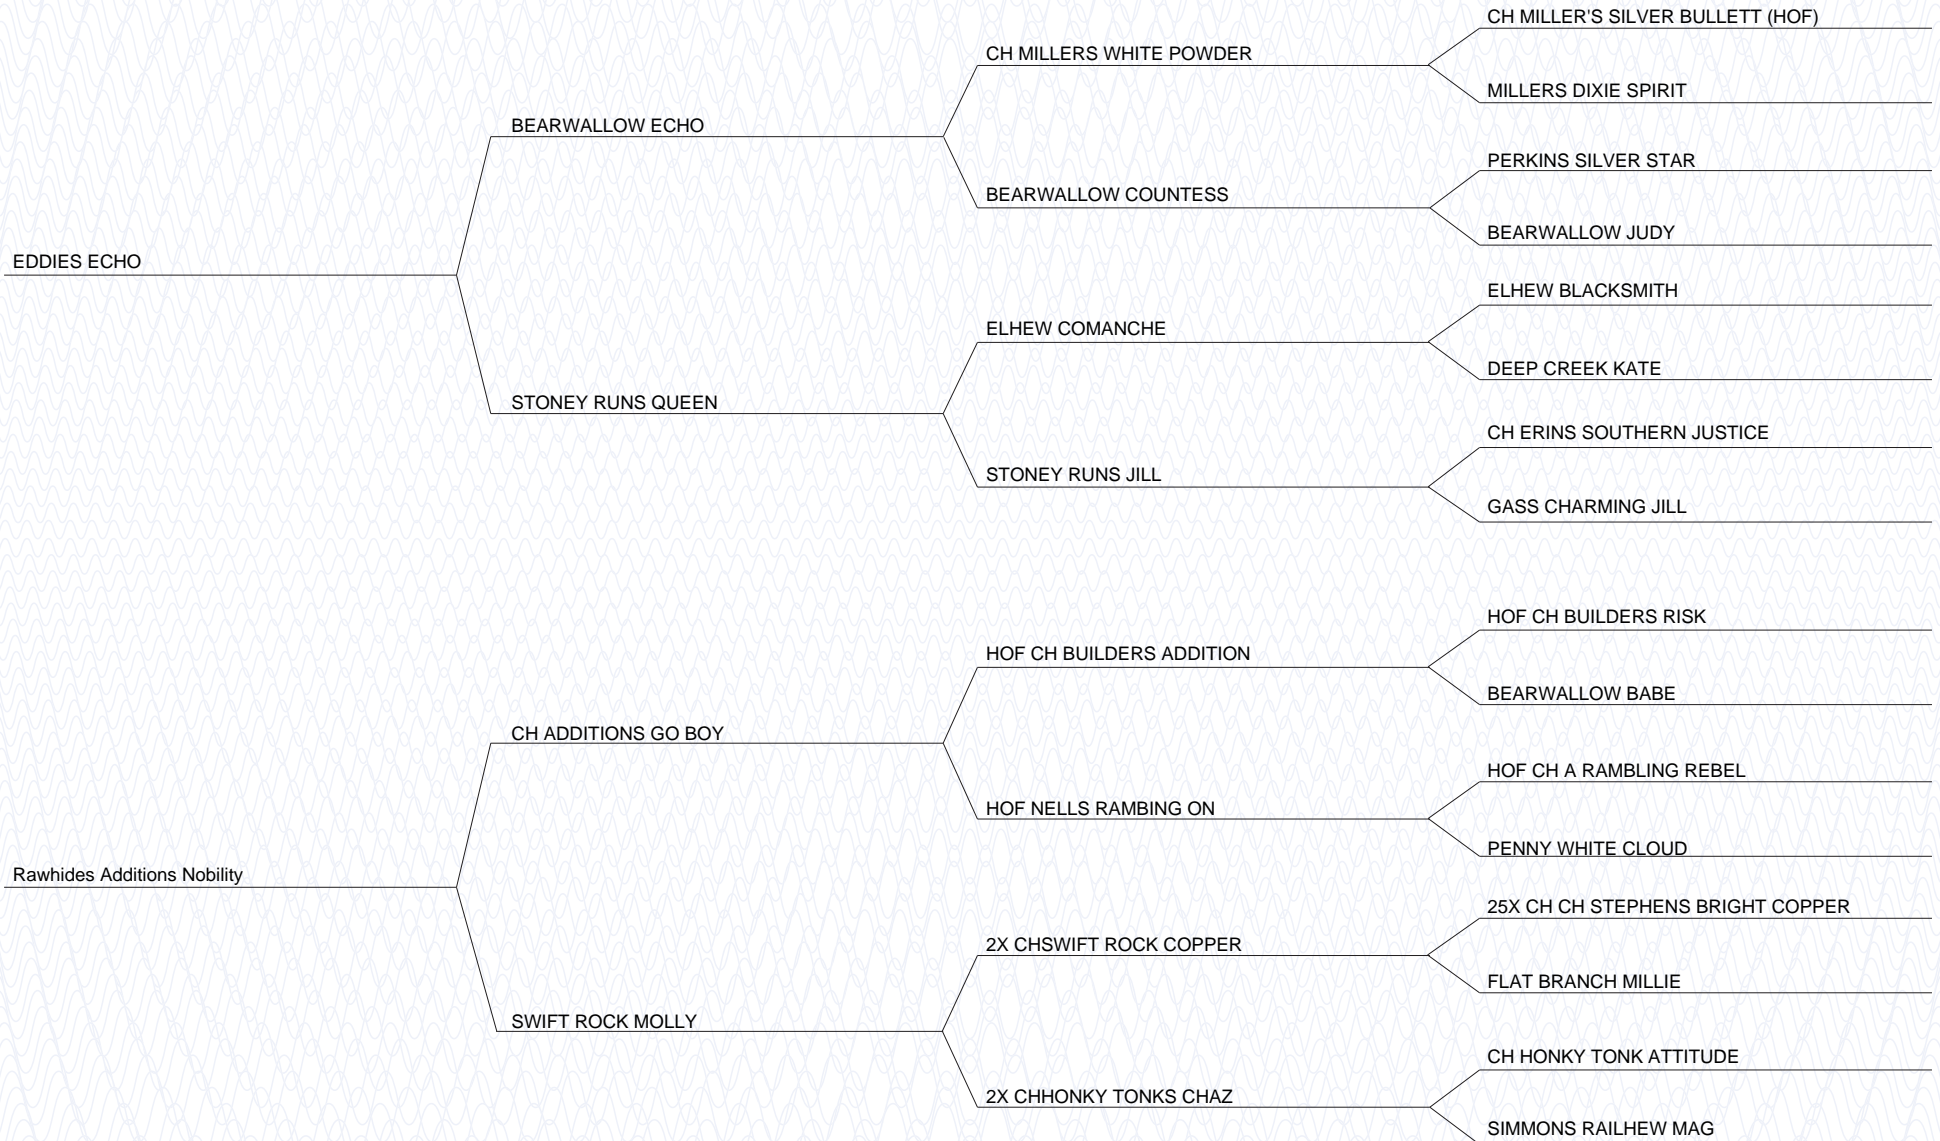 CH MILLER'S SILVER BULLETT (HOF)
CH MILLERS WHITE POWDER
MILLERS DIXIE SPIRIT
BEARWALLOW ECHO
PERKINS SILVER STAR
BEARWALLOW COUNTESS
BEARWALLOW JUDY
EDDIES ECHO
ELHEW BLACKSMITH
ELHEW COMANCHE
DEEP CREEK KATE
STONEY RUNS QUEEN
CH ERINS SOUTHERN JUSTICE
STONEY RUNS JILL
GASS CHARMING JILL
HOF CH BUILDERS RISK
HOF CH BUILDERS ADDITION
BEARWALLOW BABE
CH ADDITIONS GO BOY
HOF CH A RAMBLING REBEL
HOF NELLS RAMBING ON
PENNY WHITE CLOUD
Rawhides Additions Nobility
25X CH CH STEPHENS BRIGHT COPPER
2X CHSWIFT ROCK COPPER
FLAT BRANCH MILLIE
SWIFT ROCK MOLLY
CH HONKY TONK ATTITUDE
2X CHHONKY TONKS CHAZ
SIMMONS RAILHEW MAG